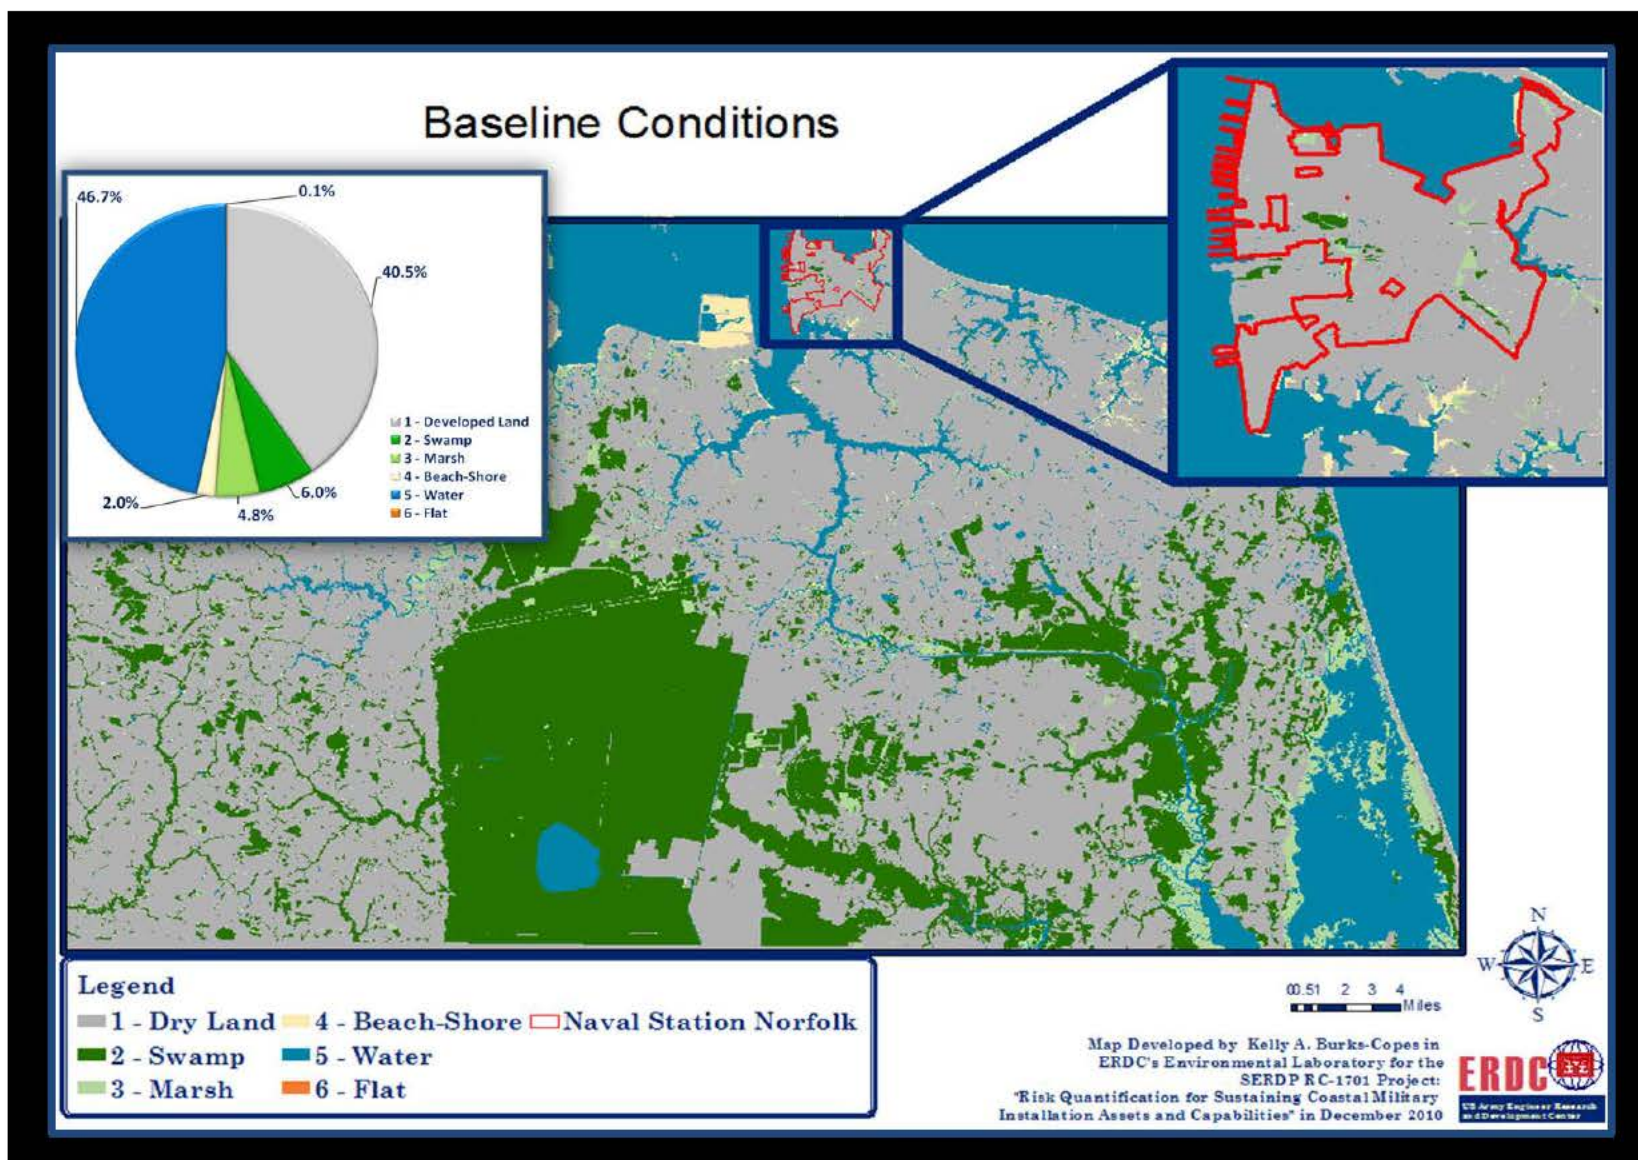 Baseline Conditions
46.7%
0.1%
40.5%
6.0%
4.8%
2.0%
1 - Developed Land
2 - Swamp
3 - Marsh
4 - Beach-Shore
5 - Water
6 - Flat
Legend
1 - Dry Land
2 - Swamp
3 - Marsh
4 - Beach-Shore
5 - Water
6 - Flat
Naval Station Norfolk
N
W
E
S
00.51 2 3 4
Miles
Map Developed by Kelly A. Burks-Copes in
ERDC's Environmental Laboratory for the
SERDP RC-1701 Project:
"Risk Quantification for Sustaining Coastal Military
Installation Assets and Capabilities" in December 2010
ERDC
US Army Engineer Research
and Development Center